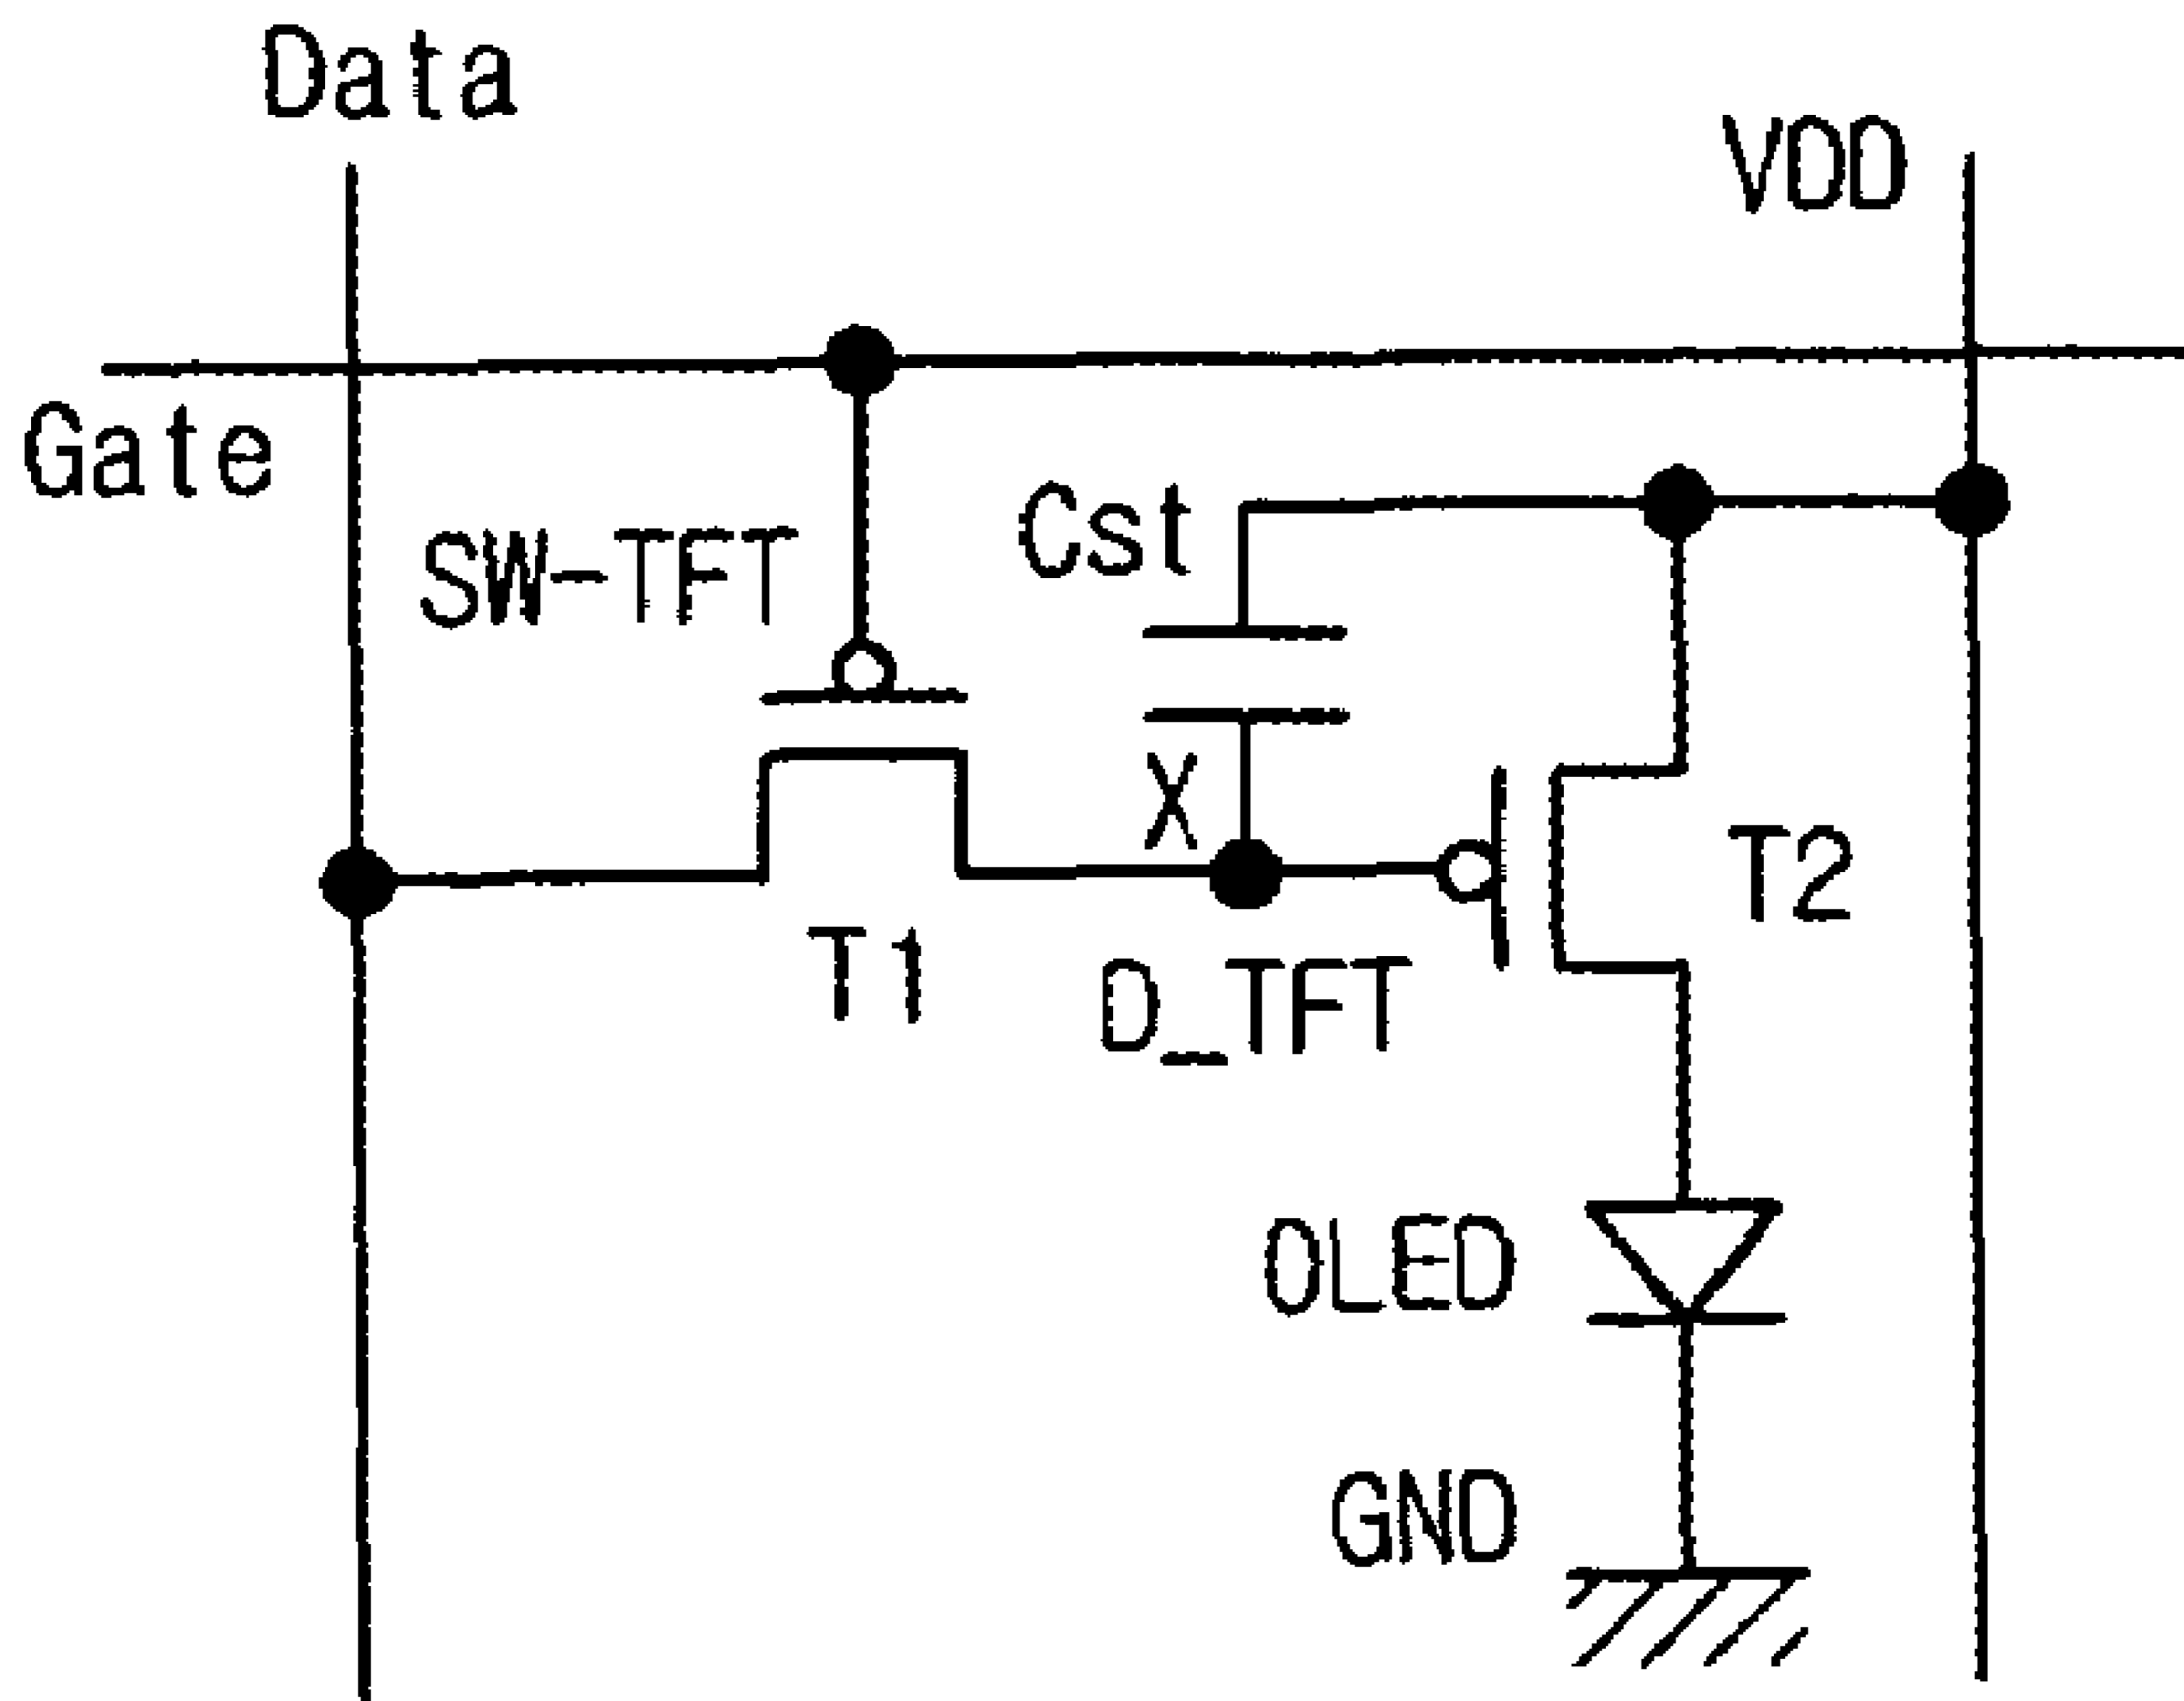 Data
VDD
Gate
Cst
SW-TFT
X
T2
T1
D_TFT
OLED
GND